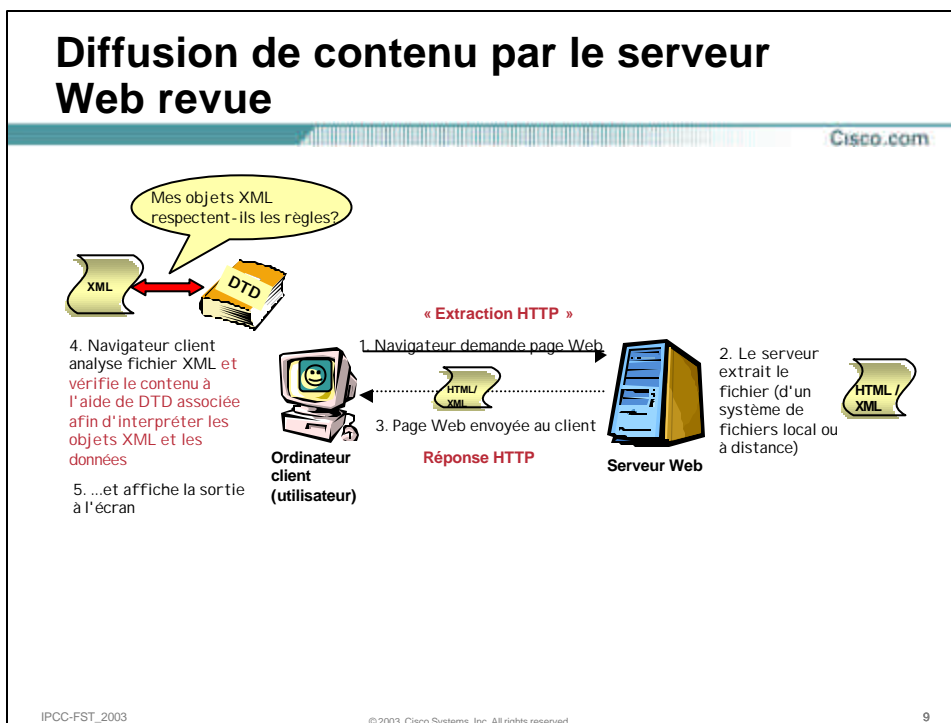 Diffusion de contenu par le serveur
Web revue
Cisco.com
Mes objets XML
respectent-ils les règles?
XML
DTD
« Extraction HTTP »
4. Navigateur client
analyse fichier XML et
vérifie le contenu à
l'aide de DTD associée
afin d'interpréter les
objets XML et les
données
5. ...et affiche la sortie
à l'écran
1. Navigateur demande page Web
HTML/
XML
3. Page Web envoyée au client
Réponse HTTP
Ordinateur
client
(utilisateur)
Serveur Web
2. Le serveur
extrait le
fichier (d'un
système de
fichiers local ou
à distance)
HTML /
XML
IPCC-FST_2003
© 2003, Cisco Systems, Inc. All rights reserved.
9